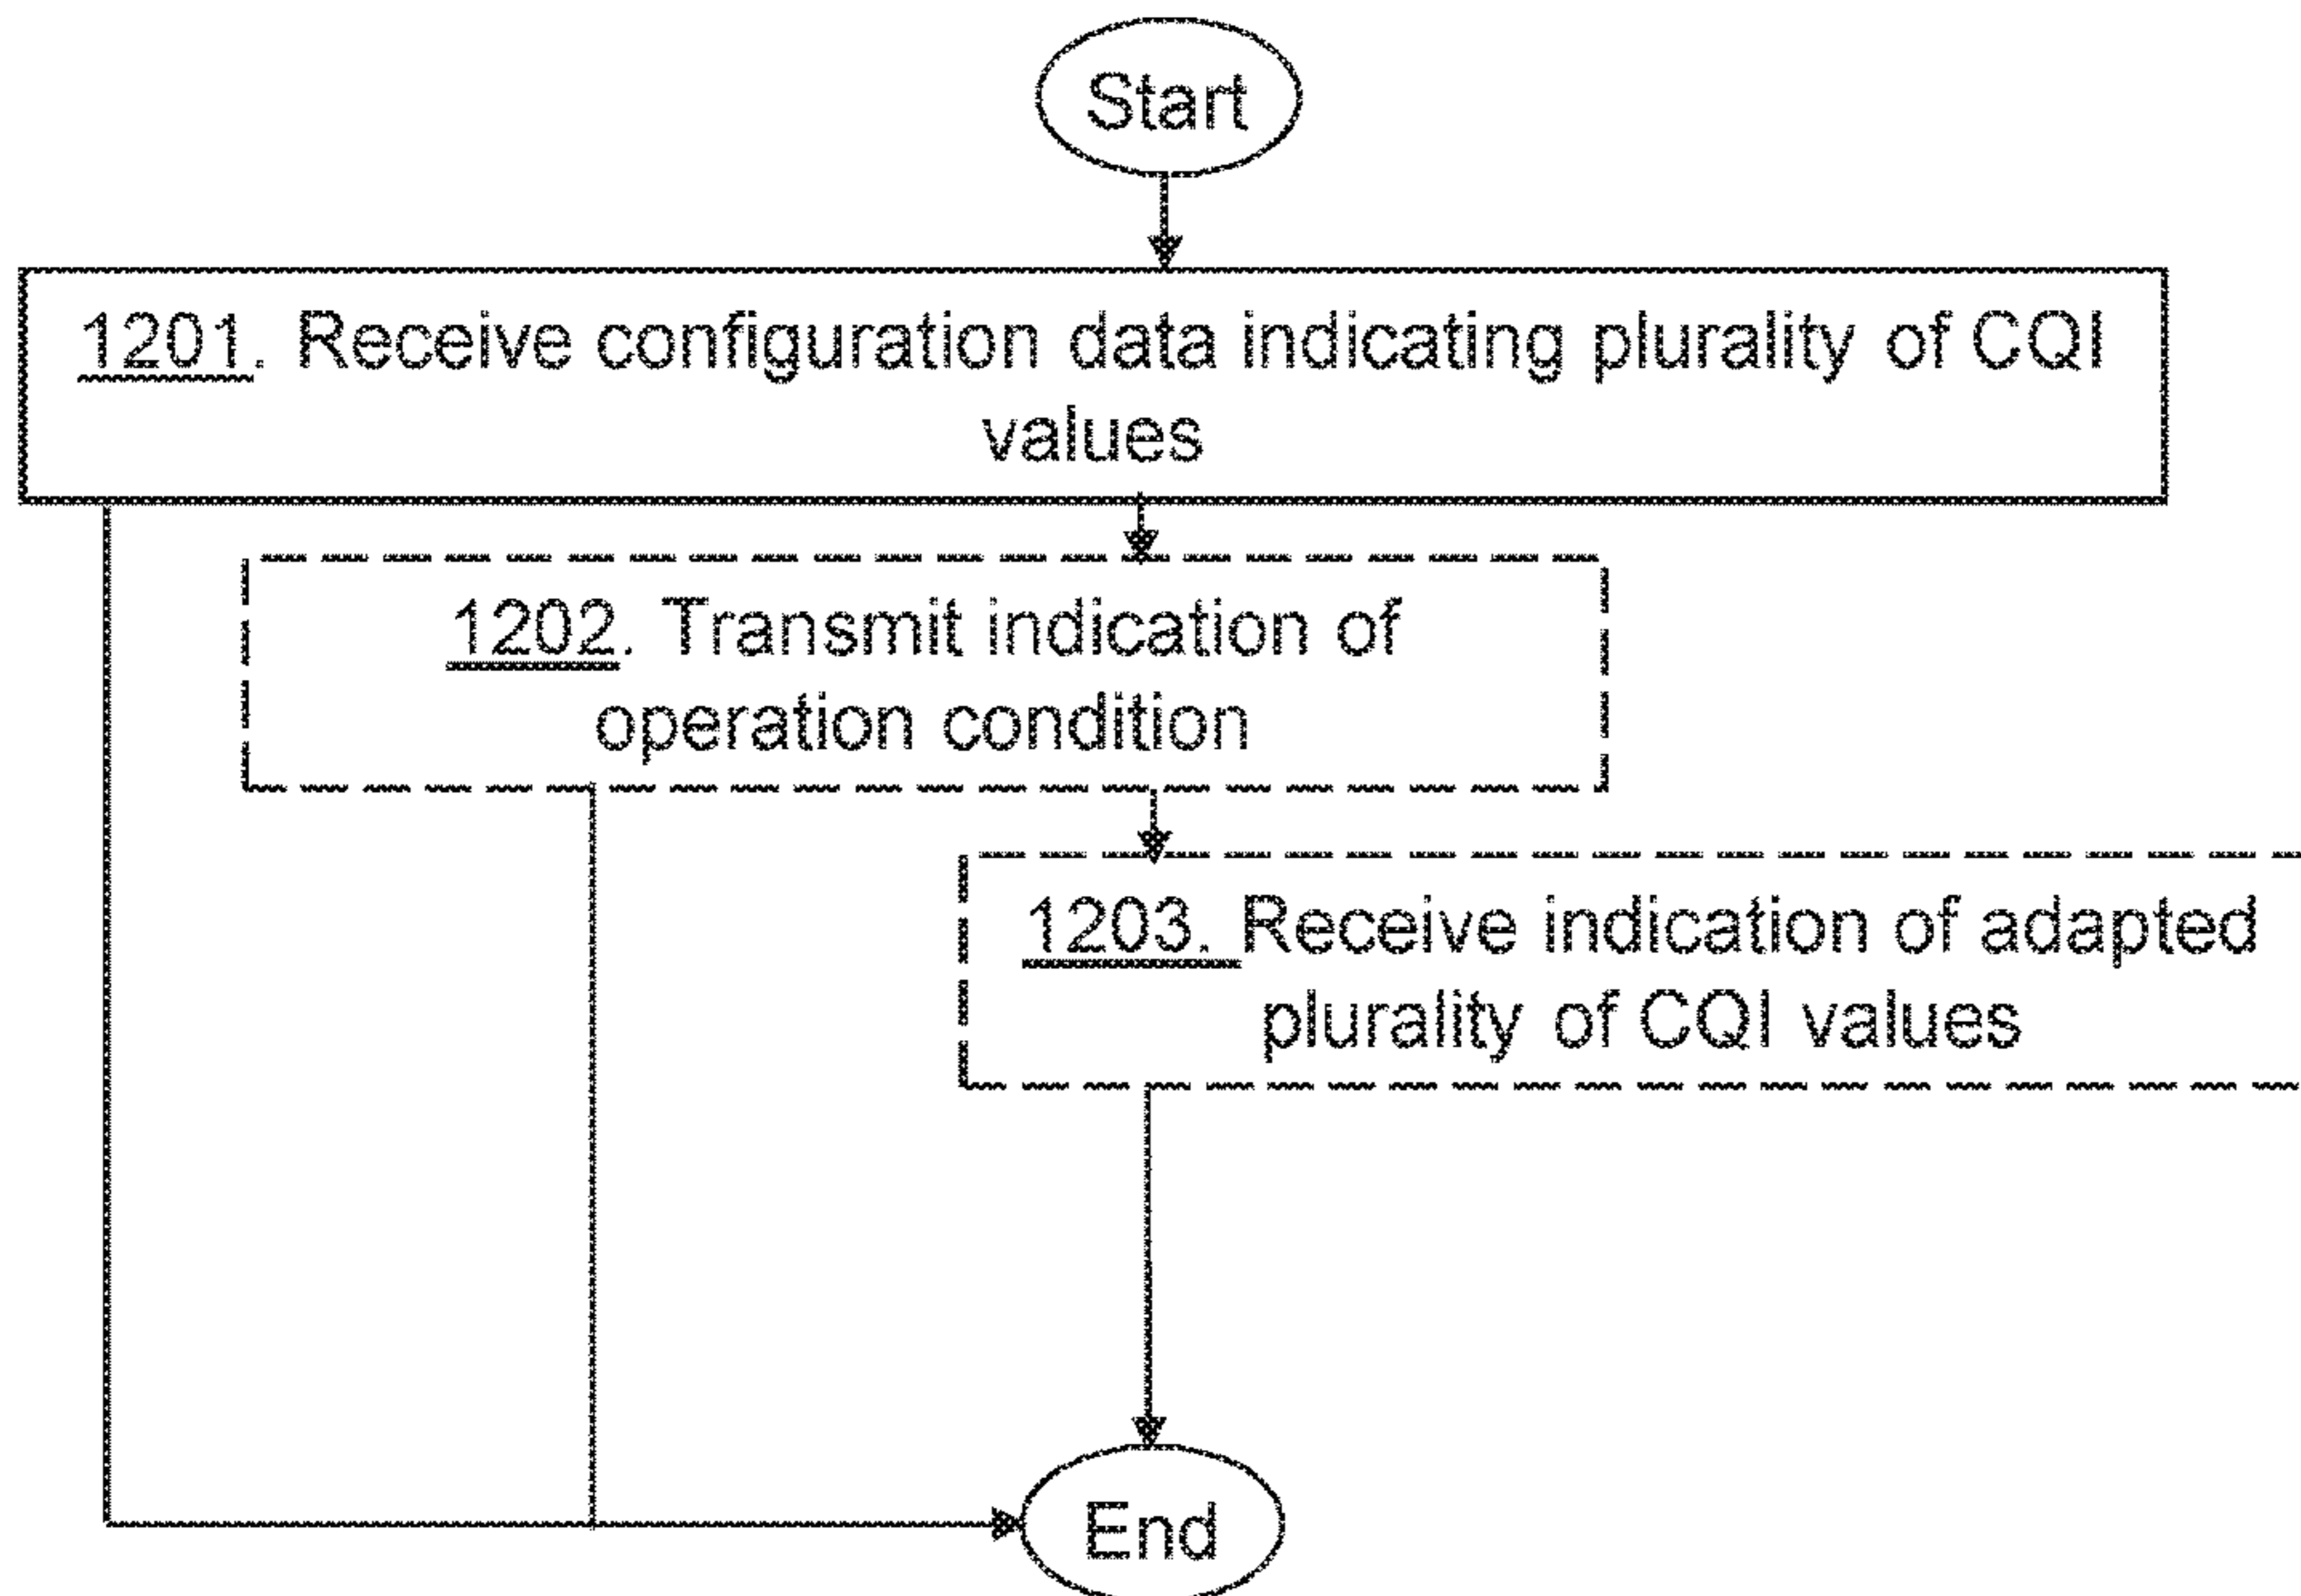 Start
1201. Receive configuration data indicating plurality of CQI
values
1202. Transmit indication of
operation condition
1203. Receive indication of adapted
plurality of CQI values
End